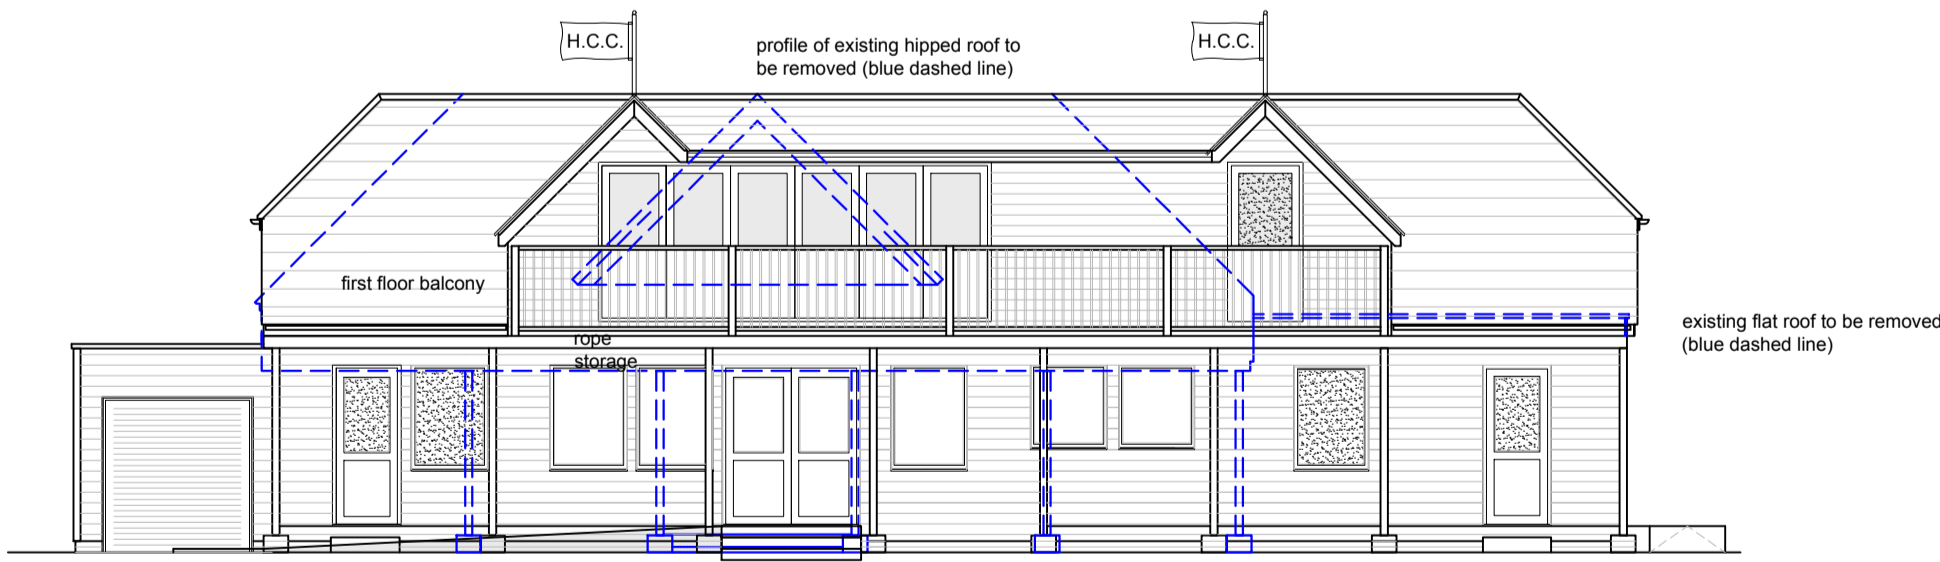 H.C.C.
profile of existing hipped roof to
be removed (blue dashed line)
H.C.C.
first floor balcony
rope
storage
existing flat roof to be removed
(blue dashed line)